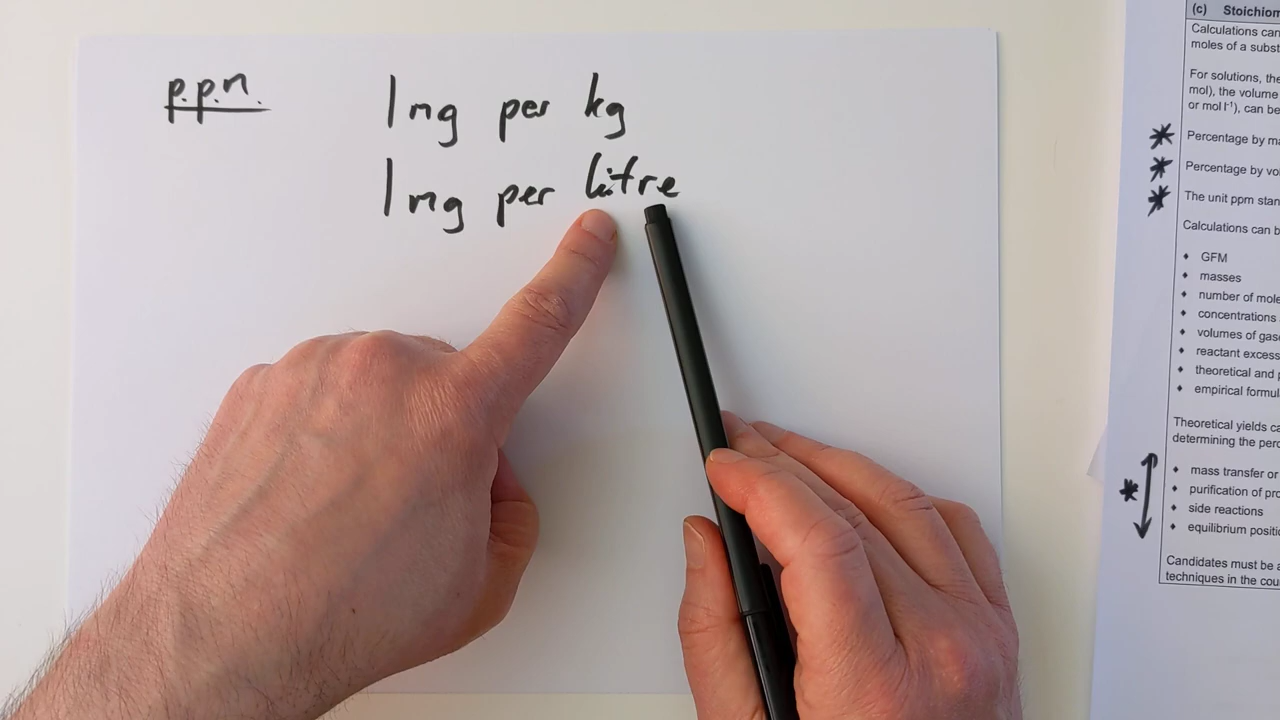 p.p.m.
1mg per kg
1mg per litre
(c) Stoichiom
Calculations can
moles of a subst
For solutions, the
mol), the volume
or mol l⁻¹), can be
* Percentage by ma
* Percentage by vo
* The unit ppm stan
Calculations can b
♦ GFM
♦ masses
♦ number of mole
♦ concentrations
♦ volumes of gase
♦ reactant excess
♦ theoretical and p
♦ empirical formul
Theoretical yields ca
determining the perc
♦ mass transfer or
* ♦ purification of pro
♦ side reactions
♦ equilibrium positio
Candidates must be a
techniques in the cou